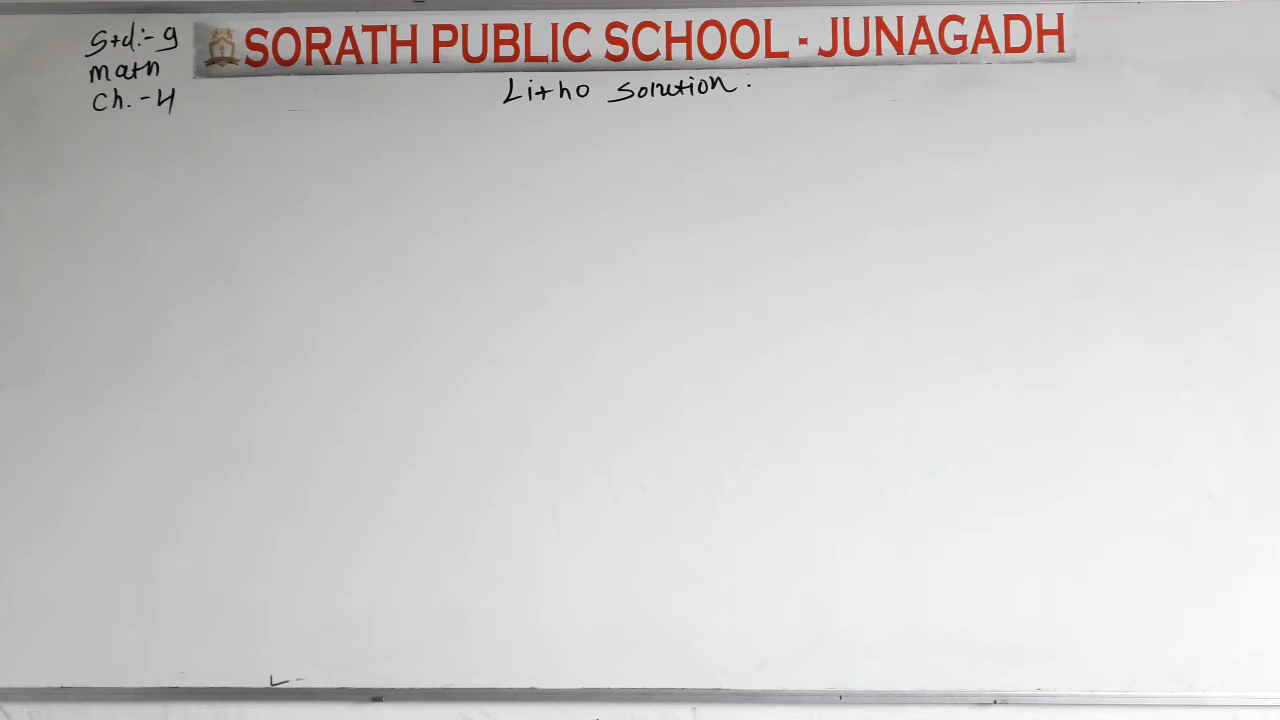 Std:- 9
SORATH PUBLIC SCHOOL - JUNAGADH
math
Ch. - 4
Litho Solution.